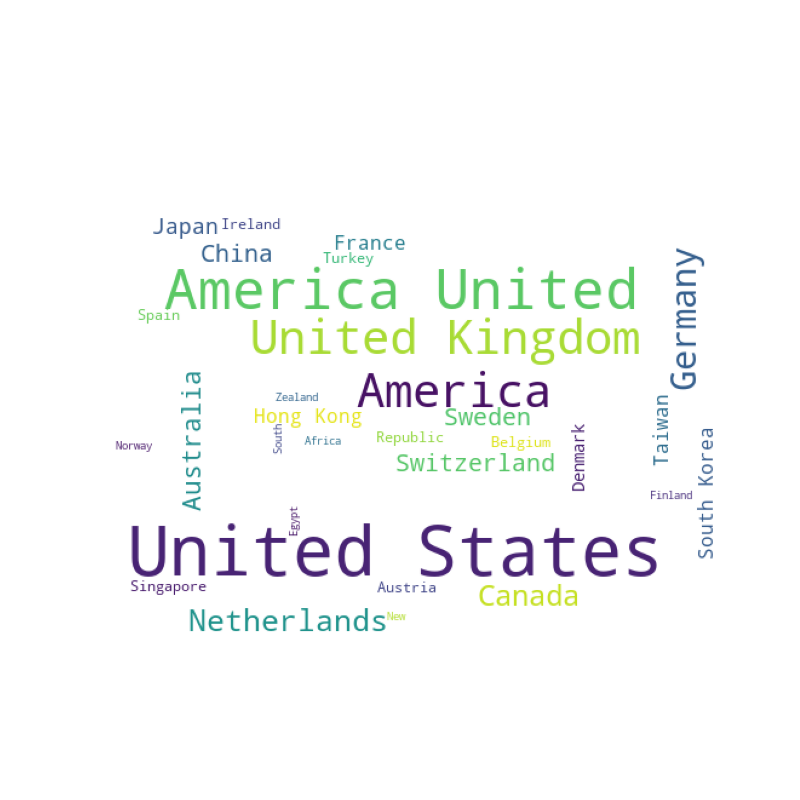 Japan
Ireland
France
China
Turkey
America United
Germany
Spain
United Kingdom
America
Australia
Zealand
Hong Kong
Sweden
Taiwan
South
Africa
Republic
Belgium
Denmark
South Korea
Norway
Switzerland
Finland
Egypt
United States
Singapore
Austria
Canada
Netherlands
New